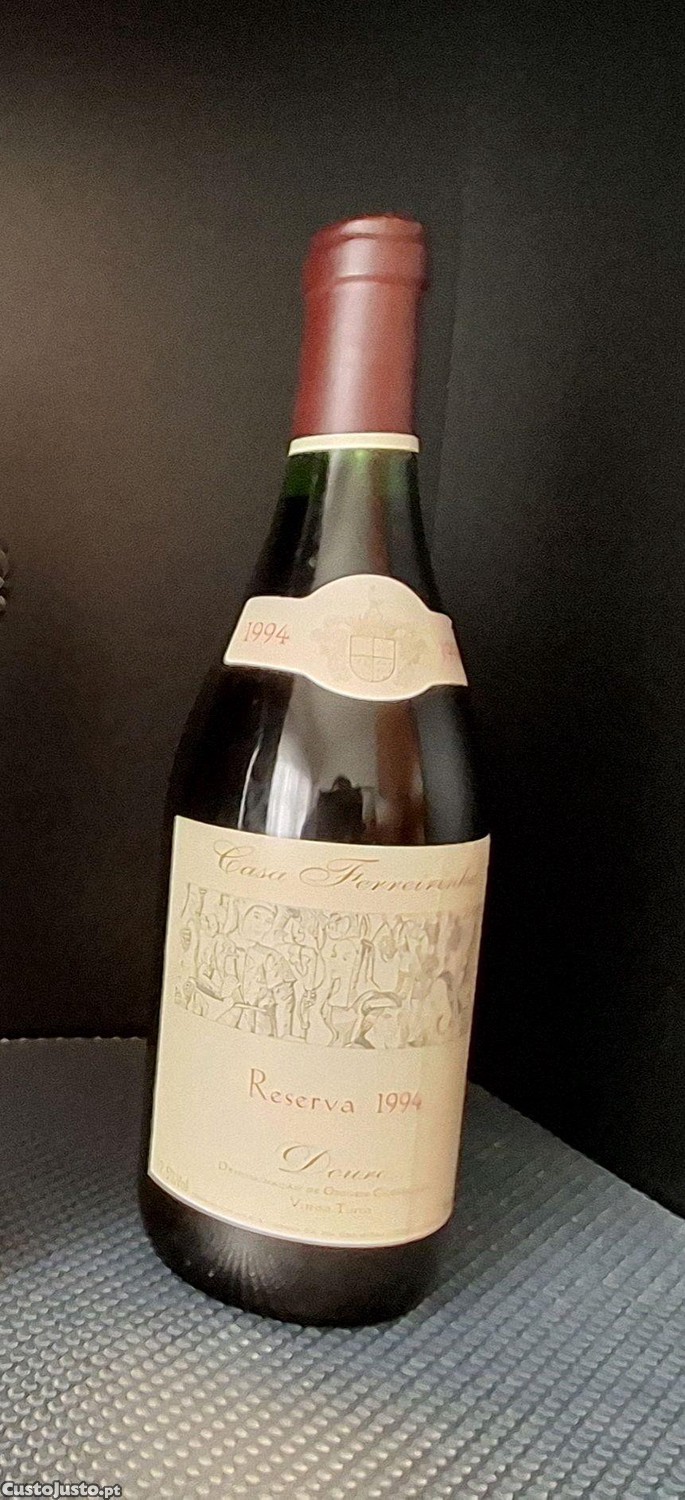 1994
Casa Ferreirinha
Reserva 1994
Douro
Vinho Tinto
CustoJusto.pt